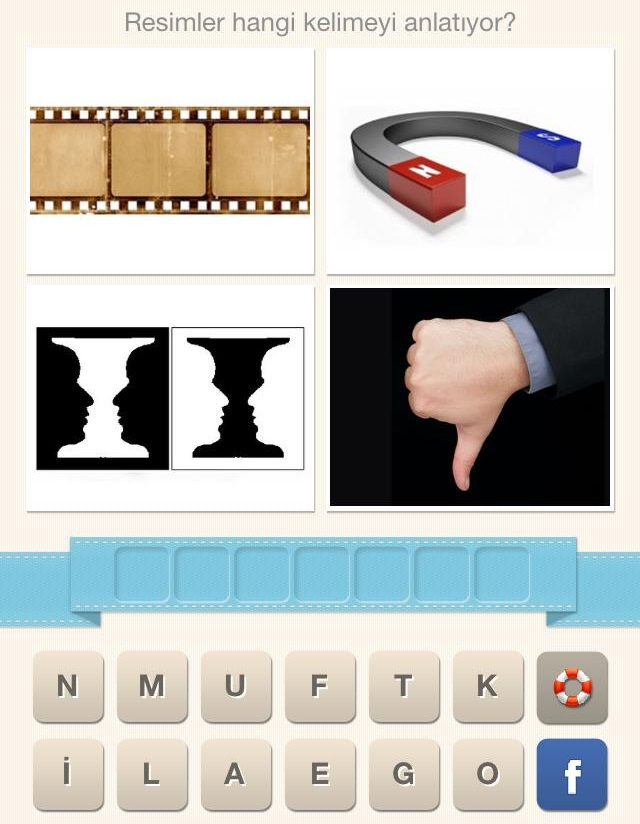 Resimler hangi kelimeyi anlatıyor?
N S
N M U F T K
İ L A E G O f